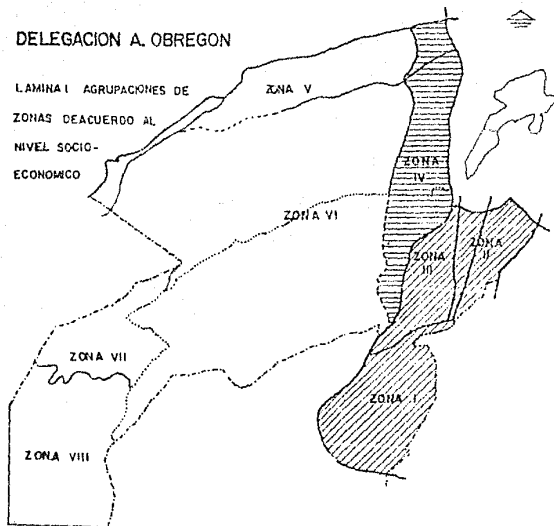 DELEGACION A. OBREGON
LAMINA I AGRUPACIONES DE
ZONAS DEACUERDO AL
NIVEL SOCIO-
ECONOMICO
ZONA V
ZONA
IV
ZONA VI
ZONA
III
ZONA
II
ZONA VII
ZONA I
ZONA VIII